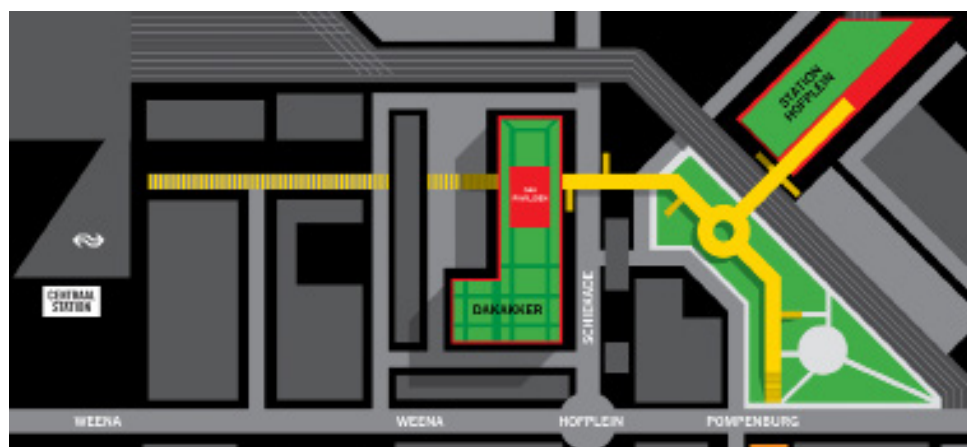 STATION
HOFPLEIN
CENTRAAL
STATION
DAKAKKER
SCHIEKADE
WEENA
WEENA
HOFPLEIN
POMPENBURG